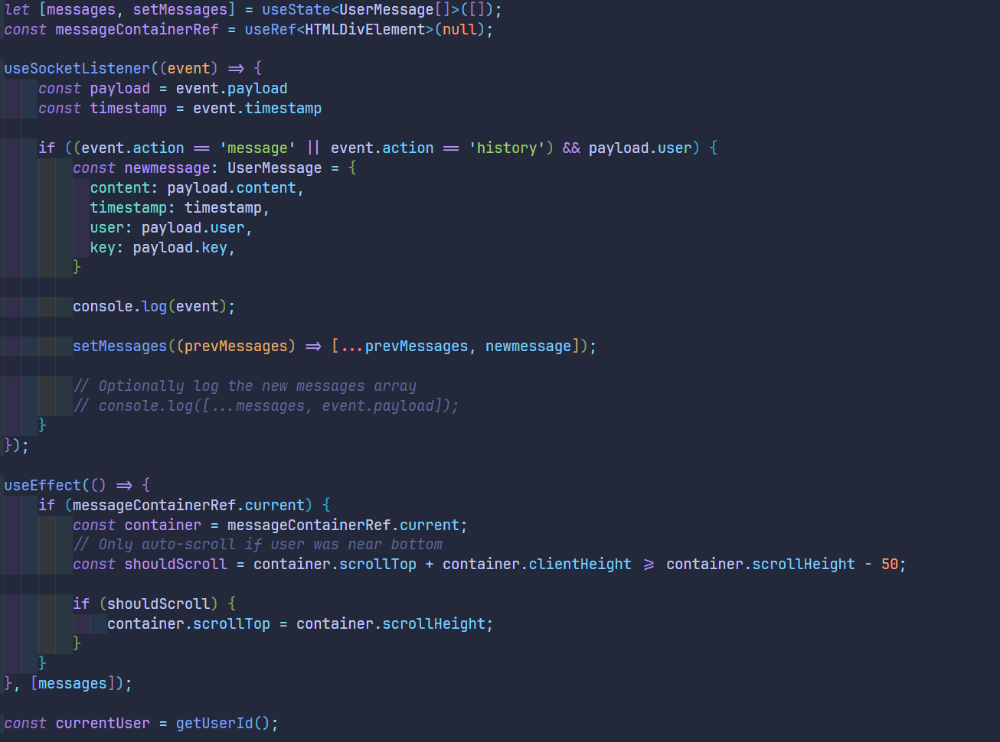 let [messages, setMessages] = useState<UserMessage[]>([]);
const messageContainerRef = useRef<HTMLDivElement>(null);
useSocketListener((event) => {
const payload = event.payload
const timestamp = event.timestamp
if ((event.action == 'message' || event.action == 'history') && payload.user) {
const newmessage: UserMessage = {
content: payload.content,
timestamp: timestamp,
user: payload.user,
key: payload.key,
}
console.log(event);
setMessages((prevMessages) => [...prevMessages, newmessage]);
// Optionally log the new messages array
// console.log([...messages, event.payload]);
}
});
useEffect(() => {
if (messageContainerRef.current) {
const container = messageContainerRef.current;
// Only auto-scroll if user was near bottom
const shouldScroll = container.scrollTop + container.clientHeight >= container.scrollHeight - 50;
if (shouldScroll) {
container.scrollTop = container.scrollHeight;
}
}
}, [messages]);
const currentUser = getUserId();